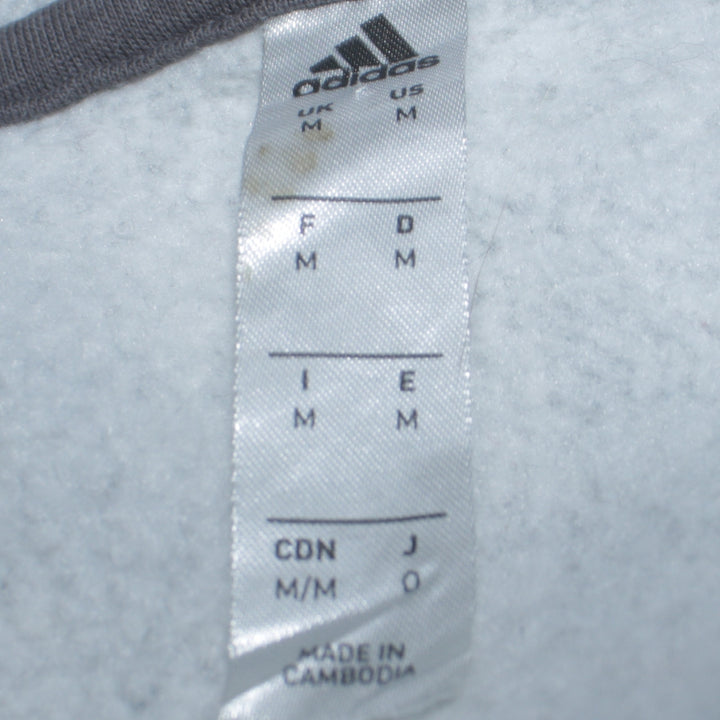 adidas
UK US
M M
F D
M M
I E
M M
CDN J
M/M O
MADE IN
CAMBODIA